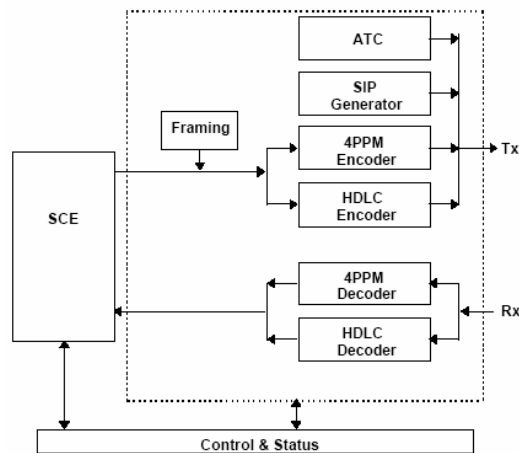 ATC
SIP
Generator
Framing
4PPM
Encoder
Tx
SCE
HDLC
Encoder
4PPM
Decoder
Rx
HDLC
Decoder
Control & Status